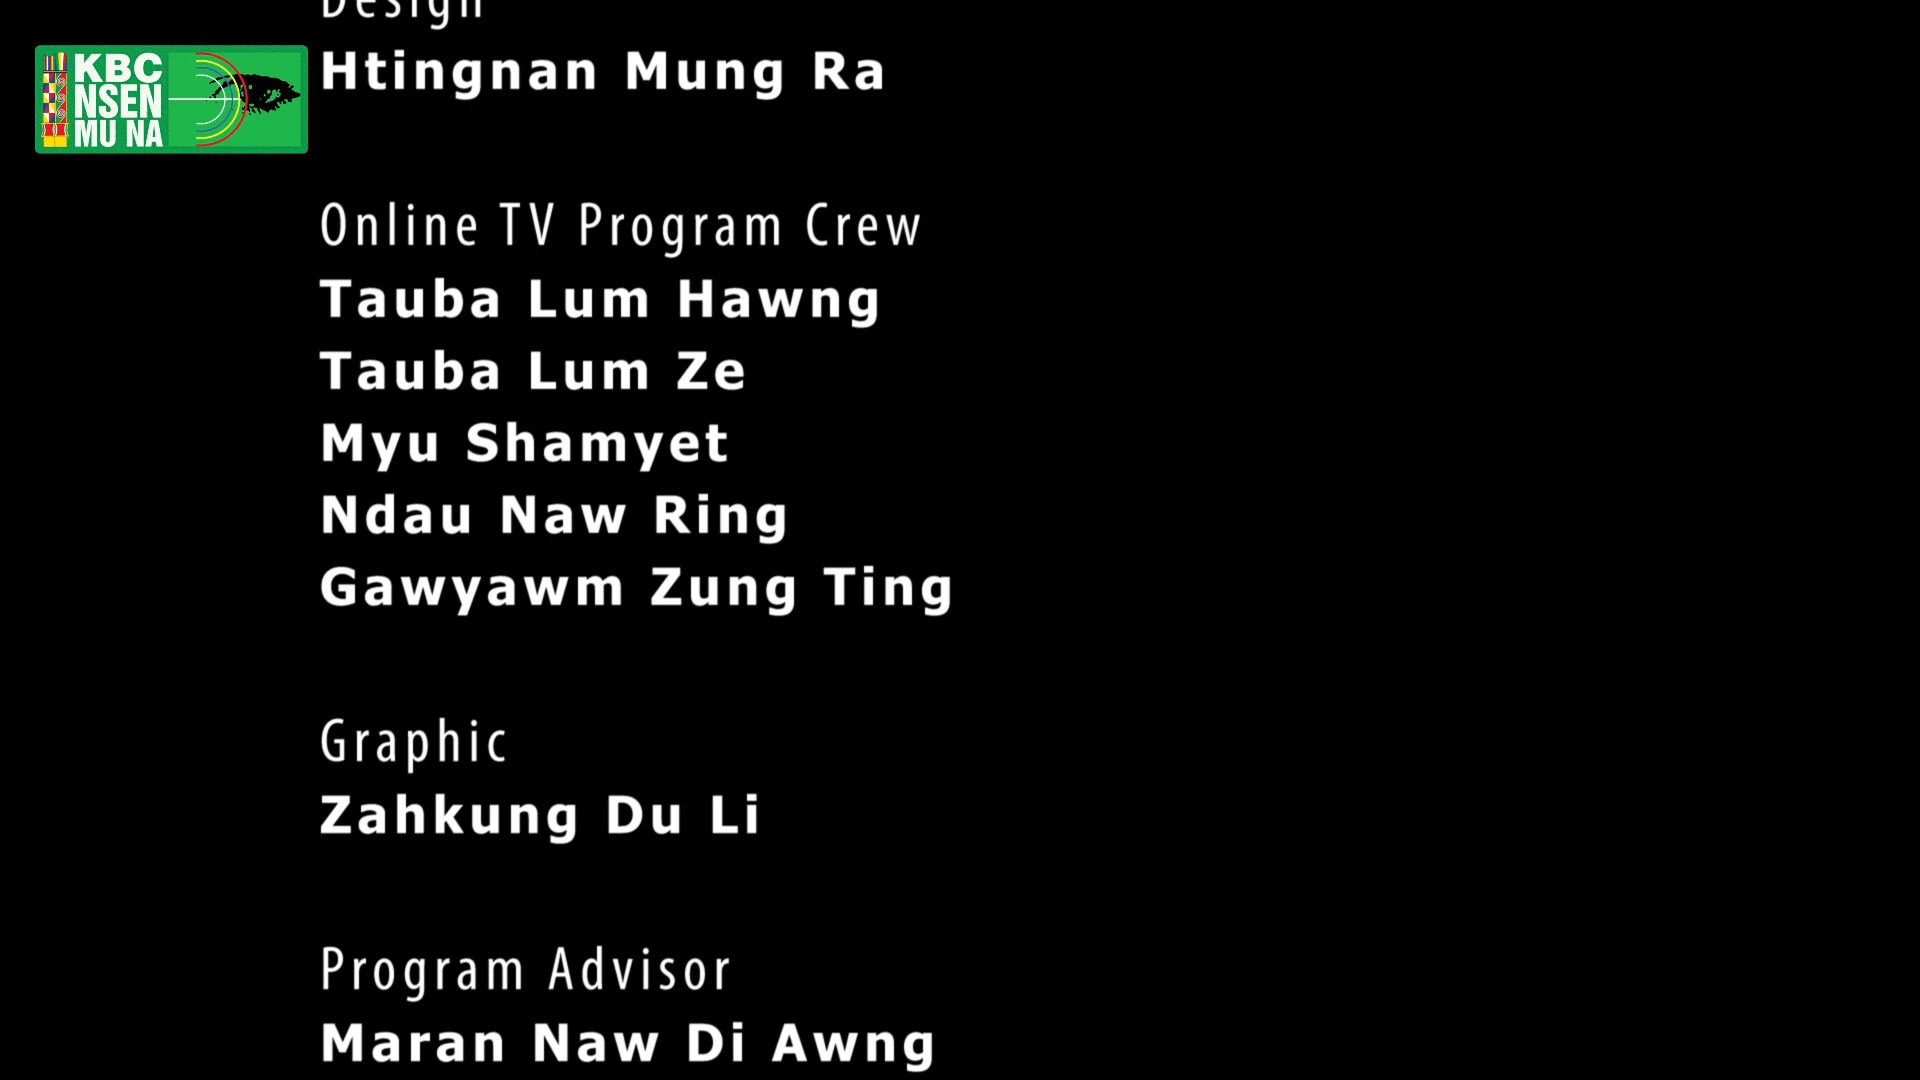 Design
Htingnan Mung Ra
KBC
NSEN
MU NA
Online TV Program Crew
Tauba Lum Hawng
Tauba Lum Ze
Myu Shamyet
Ndau Naw Ring
Gawyawm Zung Ting
Graphic
Zahkung Du Li
Program Advisor
Maran Naw Di Awng